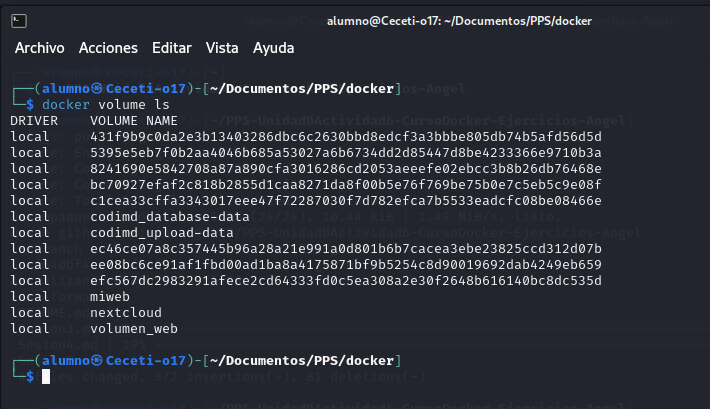 alumno@Ceceti-o17: ~/Documentos/PPS/docker
Archivo Acciones Editar Vista Ayuda
(alumno㉿Ceceti-o17)-[~/Documentos/PPS/docker]
$ docker volume ls
DRIVER VOLUME NAME
local 431f9b9c0da2e3b13403286dbc6c2630bbd8edcf3a3bbbe805db74b5afd56d5d
local 5395e5eb7f0b2aa4046b685a53027a6b6734dd2d85447d8be4233366e9710b3a
local 8241690e5842708a87a890cfa3016286cd2053aeeefe02ebcc3b8b26db76468e
local bc70927efaf2c818b2855d1caa8271da8f00b5e76f769be75b0e7c5eb5c9e08f
local c1cea33cffa3343017eee47f72287030f7d782efca7b5533eadcfc08be08466e
local codimd_database-data
local codimd_upload-data
local ec46ce07a8c357445b96a28a21e991a0d801b6b7cacea3ebe23825ccd312d07b
local ee08bc6ce91af1fbd00ad1ba8a4175871bf9b5254c8d90019692dab4249eb659
local efc567dc2983291afece2cd64333fd0c5ea308a2e30f2648b616140bc8dc535d
local miweb
local nextcloud
local volumen_web
(alumno㉿Ceceti-o17)-[~/Documentos/PPS/docker]
$